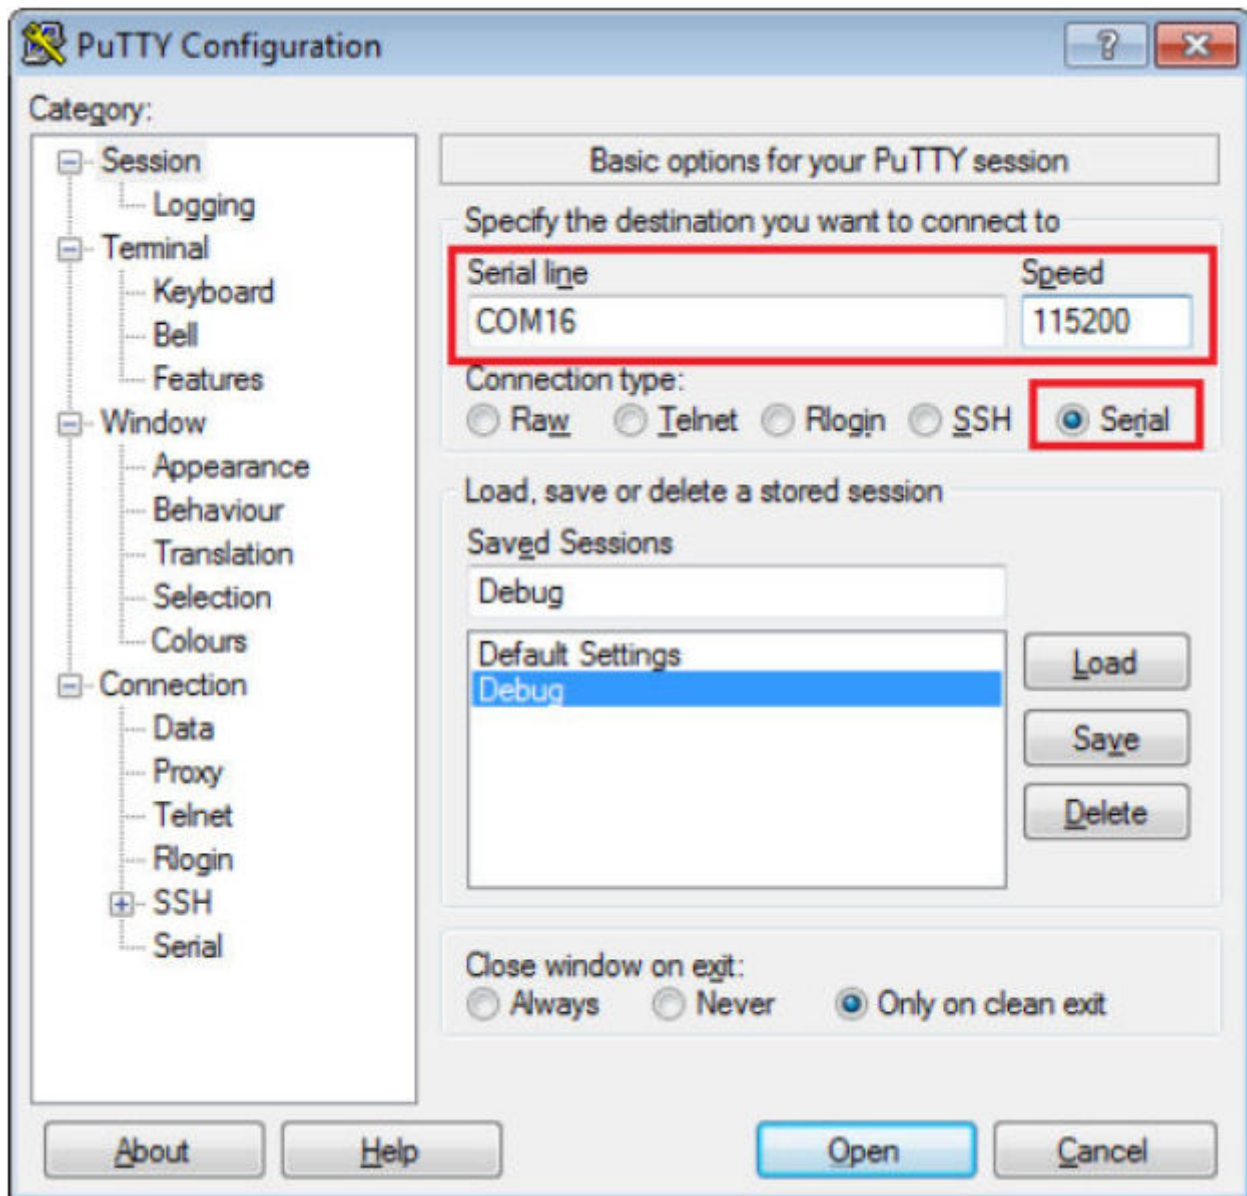 PuTTY Configuration
?
Category:
Session
Logging
Terminal
Keyboard
Bell
Features
Window
Appearance
Behaviour
Translation
Selection
Colours
Connection
Data
Proxy
Telnet
Rlogin
SSH
Serial
Basic options for your PuTTY session
Specify the destination you want to connect to
Serial line Speed
COM16 115200
Connection type:
Raw Telnet Rlogin SSH Serial
Load, save or delete a stored session
Saved Sessions
Debug
Default Settings
Debug
Load
Save
Delete
Close window on exit:
Always Never Only on clean exit
About Help Open Cancel